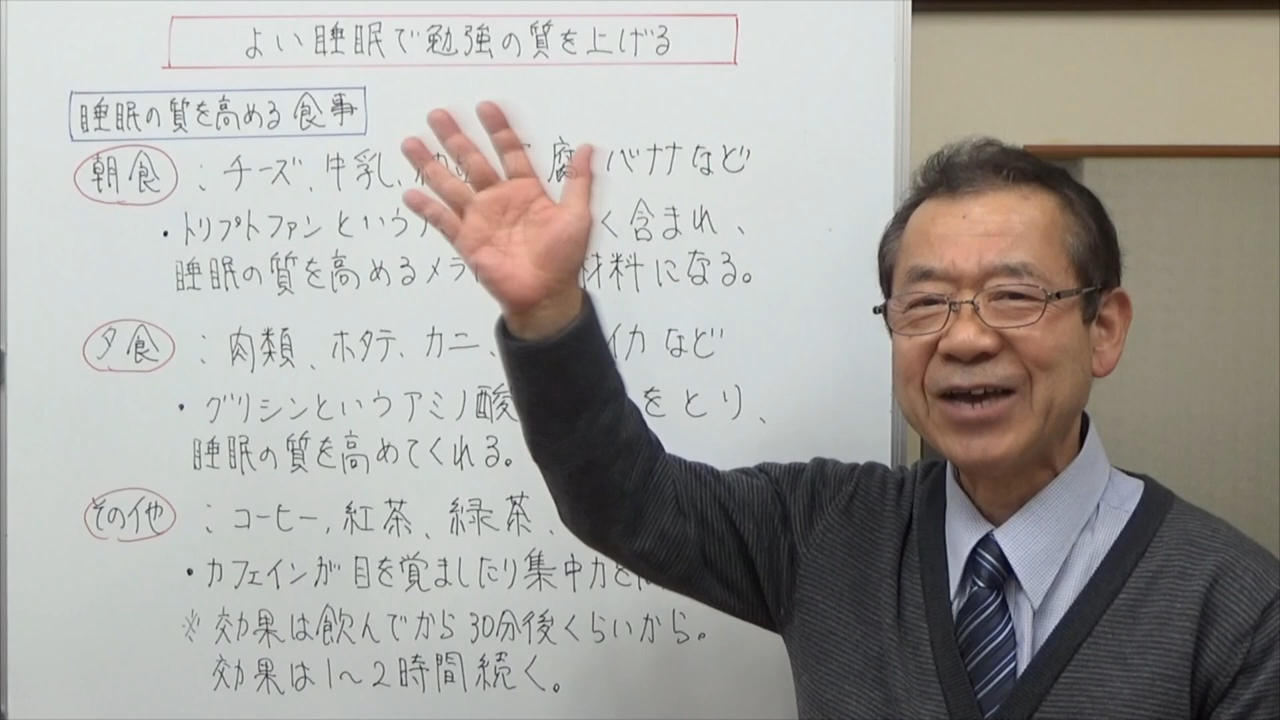 よい睡眠で勉強の質を上げる
睡眠の質を高める食事
朝食：チーズ、牛乳、腐 バナナなど
・トリプトファンというア く含まれ、
睡眠の質を高めるメラ 材料になる。
夕食：肉類、ホタテ、カニ、 イカなど
・グリシンというアミノ酸 をとり、
睡眠の質を高めてくれる。
その他：コーヒー,紅茶、緑茶、
・カフェインが目を覚ましたり集中力を
※効果は飲んでから30分後くらいから。
効果は1〜2時間続く。